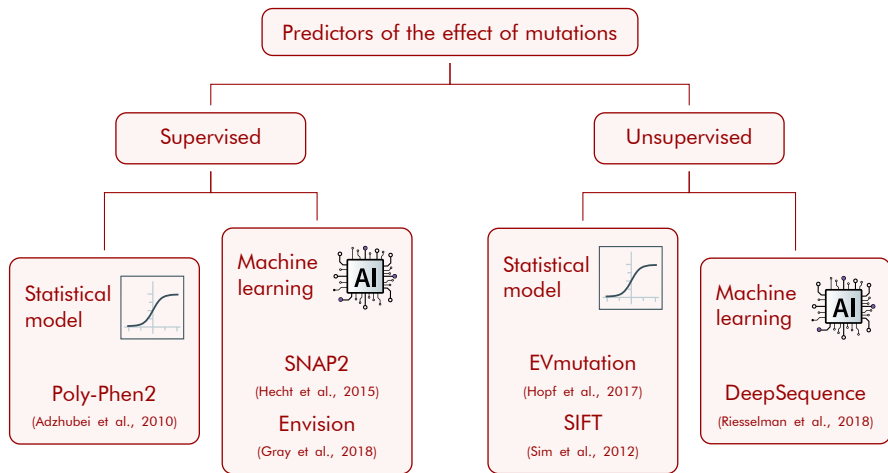 Predictors of the effect of mutations
Supervised
Unsupervised
Statistical
model
Poly-Phen2
(Adzhubei et al., 2010)
Machine
learning
AI
SNAP2
(Hecht et al., 2015)
Envision
(Gray et al., 2018)
Statistical
model
EVmutation
(Hopf et al., 2017)
SIFT
(Sim et al., 2012)
Machine
learning
AI
DeepSequence
(Riesselman et al., 2018)